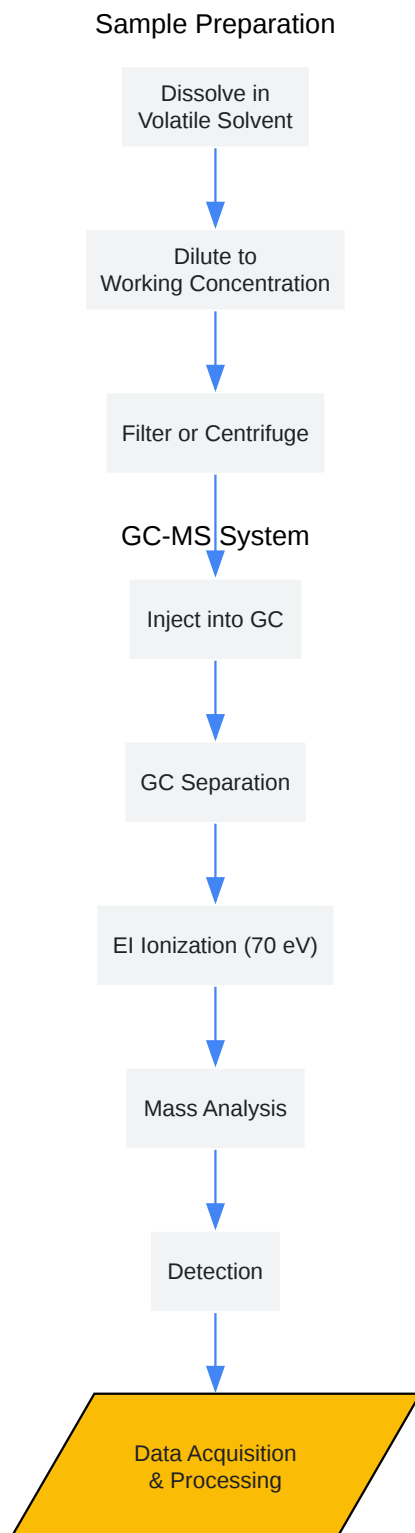 Sample Preparation
Dissolve in
Volatile Solvent
Dilute to
Working Concentration
Filter or Centrifuge
GC-MS System
Inject into GC
GC Separation
EI Ionization (70 eV)
Mass Analysis
Detection
Data Acquisition
& Processing